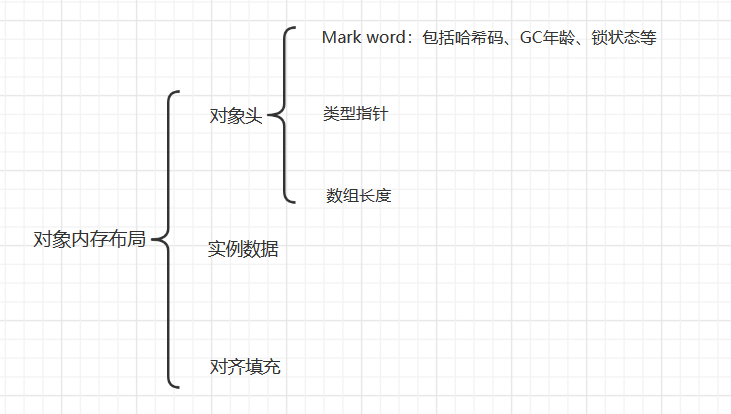 Mark word：包括哈希码、GC年龄、锁状态等
对象头
类型指针
数组长度
对象内存布局
实例数据
对齐填充